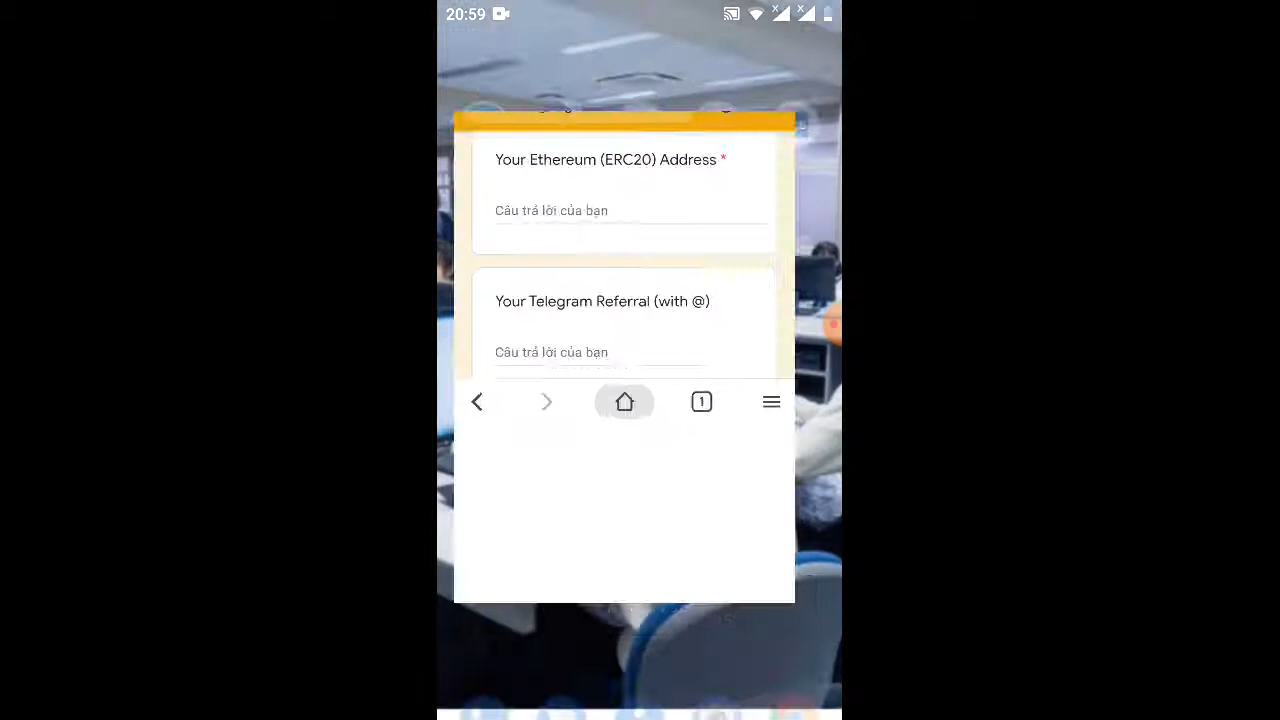 20:59
Your Ethereum (ERC20) Address *
Câu trả lời của bạn
Your Telegram Referral (with @)
Câu trả lời của bạn
1